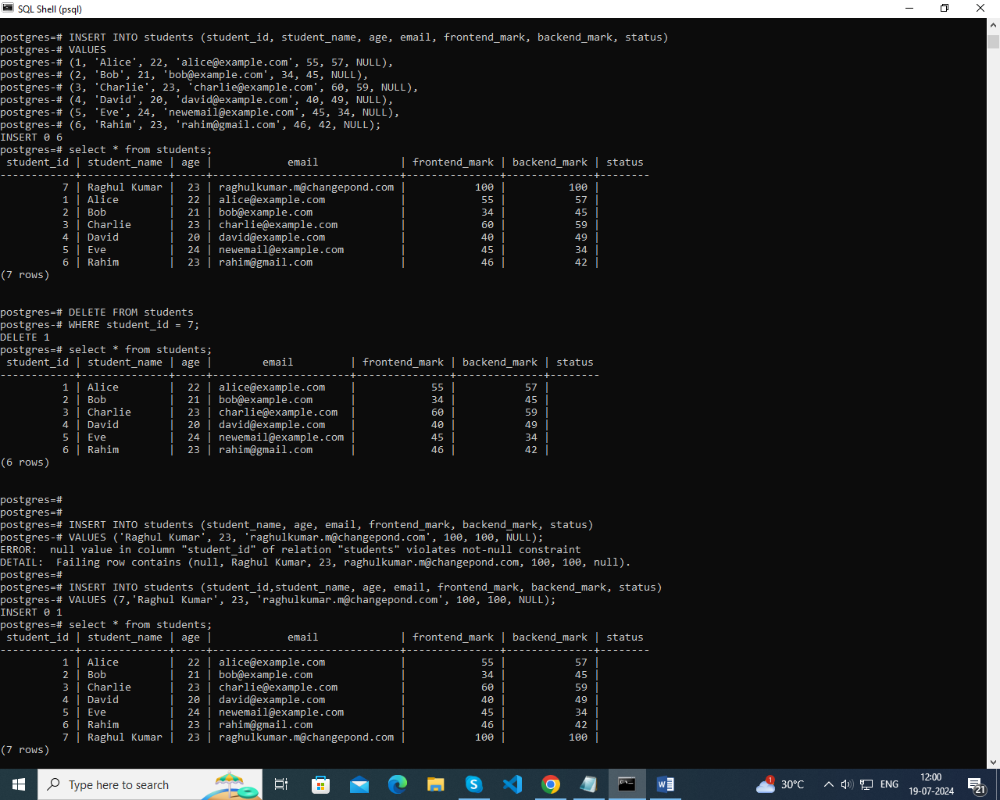 SQL Shell (psql)
postgres=# INSERT INTO students (student_id, student_name, age, email, frontend_mark, backend_mark, status)
postgres-# VALUES
postgres-# (1, 'Alice', 22, 'alice@example.com', 55, 57, NULL),
postgres-# (2, 'Bob', 21, 'bob@example.com', 34, 45, NULL),
postgres-# (3, 'Charlie', 23, 'charlie@example.com', 60, 59, NULL),
postgres-# (4, 'David', 20, 'david@example.com', 40, 49, NULL),
postgres-# (5, 'Eve', 24, 'newemail@example.com', 45, 34, NULL),
postgres-# (6, 'Rahim', 23, 'rahim@gmail.com', 46, 42, NULL);
INSERT 0 6
postgres=# select * from students;
 student_id | student_name | age |            email             | frontend_mark | backend_mark | status
------------+--------------+-----+------------------------------+---------------+--------------+--------
          7 | Raghul Kumar |  23 | raghulkumar.m@changepond.com |           100 |          100 |
          1 | Alice        |  22 | alice@example.com            |            55 |           57 |
          2 | Bob          |  21 | bob@example.com              |            34 |           45 |
          3 | Charlie      |  23 | charlie@example.com          |            60 |           59 |
          4 | David        |  20 | david@example.com            |            40 |           49 |
          5 | Eve          |  24 | newemail@example.com         |            45 |           34 |
          6 | Rahim        |  23 | rahim@gmail.com              |            46 |           42 |
(7 rows)
postgres=# DELETE FROM students
postgres-# WHERE student_id = 7;
DELETE 1
postgres=# select * from students;
 student_id | student_name | age |        email         | frontend_mark | backend_mark | status
------------+--------------+-----+----------------------+---------------+--------------+--------
          1 | Alice        |  22 | alice@example.com    |            55 |           57 |
          2 | Bob          |  21 | bob@example.com      |            34 |           45 |
          3 | Charlie      |  23 | charlie@example.com  |            60 |           59 |
          4 | David        |  20 | david@example.com    |            40 |           49 |
          5 | Eve          |  24 | newemail@example.com |            45 |           34 |
          6 | Rahim        |  23 | rahim@gmail.com      |            46 |           42 |
(6 rows)
postgres=#
postgres=#
postgres=# INSERT INTO students (student_name, age, email, frontend_mark, backend_mark, status)
postgres-# VALUES ('Raghul Kumar', 23, 'raghulkumar.m@changepond.com', 100, 100, NULL);
ERROR:  null value in column "student_id" of relation "students" violates not-null constraint
DETAIL:  Failing row contains (null, Raghul Kumar, 23, raghulkumar.m@changepond.com, 100, 100, null).
postgres=#
postgres=# INSERT INTO students (student_id,student_name, age, email, frontend_mark, backend_mark, status)
postgres-# VALUES (7,'Raghul Kumar', 23, 'raghulkumar.m@changepond.com', 100, 100, NULL);
INSERT 0 1
postgres=# select * from students;
 student_id | student_name | age |            email             | frontend_mark | backend_mark | status
------------+--------------+-----+------------------------------+---------------+--------------+--------
          1 | Alice        |  22 | alice@example.com            |            55 |           57 |
          2 | Bob          |  21 | bob@example.com              |            34 |           45 |
          3 | Charlie      |  23 | charlie@example.com          |            60 |           59 |
          4 | David        |  20 | david@example.com            |            40 |           49 |
          5 | Eve          |  24 | newemail@example.com         |            45 |           34 |
          6 | Rahim        |  23 | rahim@gmail.com              |            46 |           42 |
          7 | Raghul Kumar |  23 | raghulkumar.m@changepond.com |           100 |          100 |
(7 rows)
Type here to search
1
30°C
ENG
12:00
19-07-2024
21